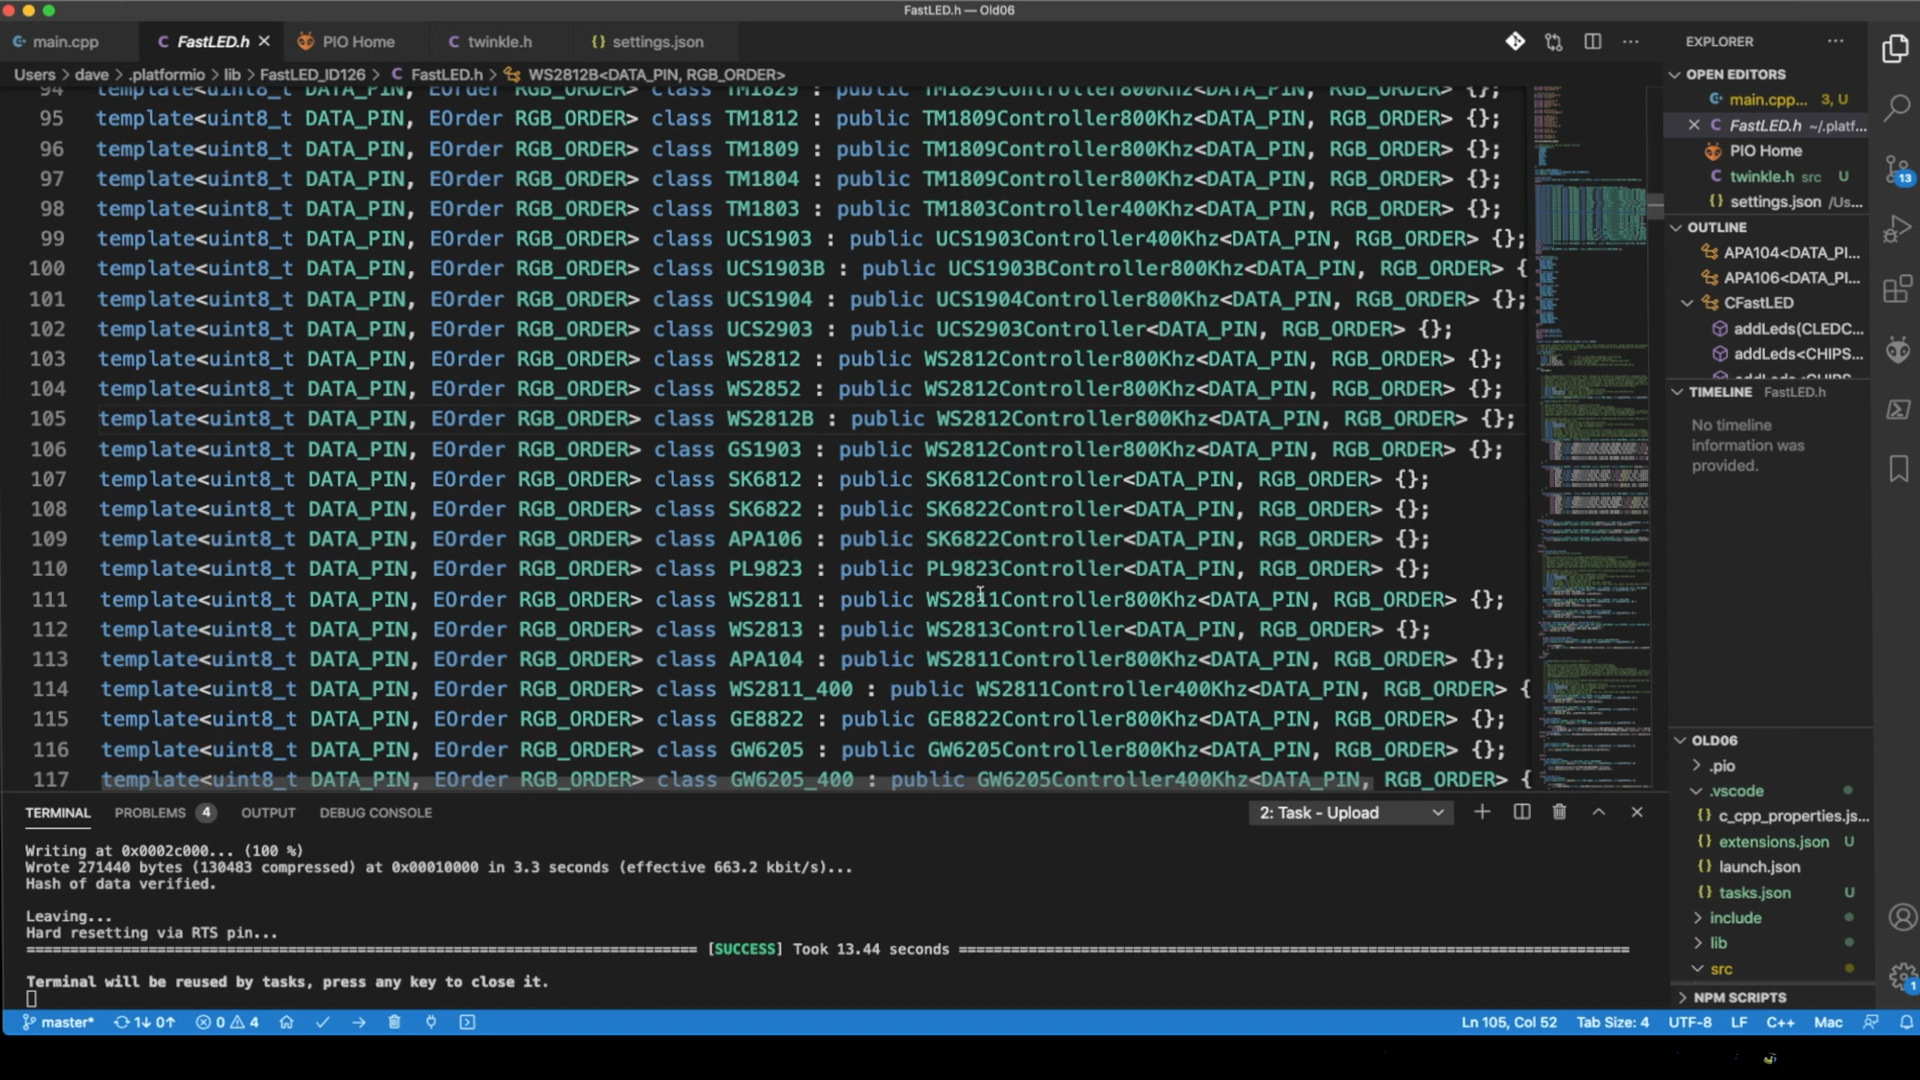 FastLED.h — Old06
main.cpp
FastLED.h
PIO Home
twinkle.h
settings.json
EXPLORER
Users > dave > .platformio > lib > FastLED_ID126 > C FastLED.h > WS2812B<DATA_PIN, RGB_ORDER>
94 template<uint8_t DATA_PIN, EOrder RGB_ORDER> class TM1829 : public TM1829Controller800Khz<DATA_PIN, RGB_ORDER> {};
95 template<uint8_t DATA_PIN, EOrder RGB_ORDER> class TM1812 : public TM1809Controller800Khz<DATA_PIN, RGB_ORDER> {};
96 template<uint8_t DATA_PIN, EOrder RGB_ORDER> class TM1809 : public TM1809Controller800Khz<DATA_PIN, RGB_ORDER> {};
97 template<uint8_t DATA_PIN, EOrder RGB_ORDER> class TM1804 : public TM1809Controller800Khz<DATA_PIN, RGB_ORDER> {};
98 template<uint8_t DATA_PIN, EOrder RGB_ORDER> class TM1803 : public TM1803Controller400Khz<DATA_PIN, RGB_ORDER> {};
99 template<uint8_t DATA_PIN, EOrder RGB_ORDER> class UCS1903 : public UCS1903Controller400Khz<DATA_PIN, RGB_ORDER> {};
100 template<uint8_t DATA_PIN, EOrder RGB_ORDER> class UCS1903B : public UCS1903BController800Khz<DATA_PIN, RGB_ORDER> {
101 template<uint8_t DATA_PIN, EOrder RGB_ORDER> class UCS1904 : public UCS1904Controller800Khz<DATA_PIN, RGB_ORDER> {};
102 template<uint8_t DATA_PIN, EOrder RGB_ORDER> class UCS2903 : public UCS2903Controller<DATA_PIN, RGB_ORDER> {};
103 template<uint8_t DATA_PIN, EOrder RGB_ORDER> class WS2812 : public WS2812Controller800Khz<DATA_PIN, RGB_ORDER> {};
104 template<uint8_t DATA_PIN, EOrder RGB_ORDER> class WS2852 : public WS2812Controller800Khz<DATA_PIN, RGB_ORDER> {};
105 template<uint8_t DATA_PIN, EOrder RGB_ORDER> class WS2812B : public WS2812Controller800Khz<DATA_PIN, RGB_ORDER> {};
106 template<uint8_t DATA_PIN, EOrder RGB_ORDER> class GS1903 : public WS2812Controller800Khz<DATA_PIN, RGB_ORDER> {};
107 template<uint8_t DATA_PIN, EOrder RGB_ORDER> class SK6812 : public SK6812Controller<DATA_PIN, RGB_ORDER> {};
108 template<uint8_t DATA_PIN, EOrder RGB_ORDER> class SK6822 : public SK6822Controller<DATA_PIN, RGB_ORDER> {};
109 template<uint8_t DATA_PIN, EOrder RGB_ORDER> class APA106 : public SK6822Controller<DATA_PIN, RGB_ORDER> {};
110 template<uint8_t DATA_PIN, EOrder RGB_ORDER> class PL9823 : public PL9823Controller<DATA_PIN, RGB_ORDER> {};
111 template<uint8_t DATA_PIN, EOrder RGB_ORDER> class WS2811 : public WS2811Controller800Khz<DATA_PIN, RGB_ORDER> {};
112 template<uint8_t DATA_PIN, EOrder RGB_ORDER> class WS2813 : public WS2813Controller<DATA_PIN, RGB_ORDER> {};
113 template<uint8_t DATA_PIN, EOrder RGB_ORDER> class APA104 : public WS2811Controller800Khz<DATA_PIN, RGB_ORDER> {};
114 template<uint8_t DATA_PIN, EOrder RGB_ORDER> class WS2811_400 : public WS2811Controller400Khz<DATA_PIN, RGB_ORDER> {
115 template<uint8_t DATA_PIN, EOrder RGB_ORDER> class GE8822 : public GE8822Controller800Khz<DATA_PIN, RGB_ORDER> {};
116 template<uint8_t DATA_PIN, EOrder RGB_ORDER> class GW6205 : public GW6205Controller800Khz<DATA_PIN, RGB_ORDER> {};
117 template<uint8_t DATA_PIN, EOrder RGB_ORDER> class GW6205_400 : public GW6205Controller400Khz<DATA_PIN, RGB_ORDER> {
OPEN EDITORS
main.cpp... 3, U
FastLED.h ~/.platf...
PIO Home
twinkle.h src U
settings.json /Us...
13
OUTLINE
APA104<DATA_PI...
APA106<DATA_PI...
CFastLED
addLeds(CLEDC...
addLeds<CHIPS...
TIMELINE FastLED.h
No timeline
information was
provided.
OLD06
.pio
.vscode
c_cpp_properties.js...
extensions.json U
launch.json
tasks.json U
include
lib
src
1
NPM SCRIPTS
TERMINAL
PROBLEMS 4
OUTPUT
DEBUG CONSOLE
2: Task - Upload
Writing at 0x0002c000... (100 %)
Wrote 271440 bytes (130483 compressed) at 0x00010000 in 3.3 seconds (effective 663.2 kbit/s)...
Hash of data verified.
Leaving...
Hard resetting via RTS pin...
[SUCCESS] Took 13.44 seconds
Terminal will be reused by tasks, press any key to close it.
master* 1↓ 0↑ 0 4
Ln 105, Col 52 Tab Size: 4 UTF-8 LF C++ Mac